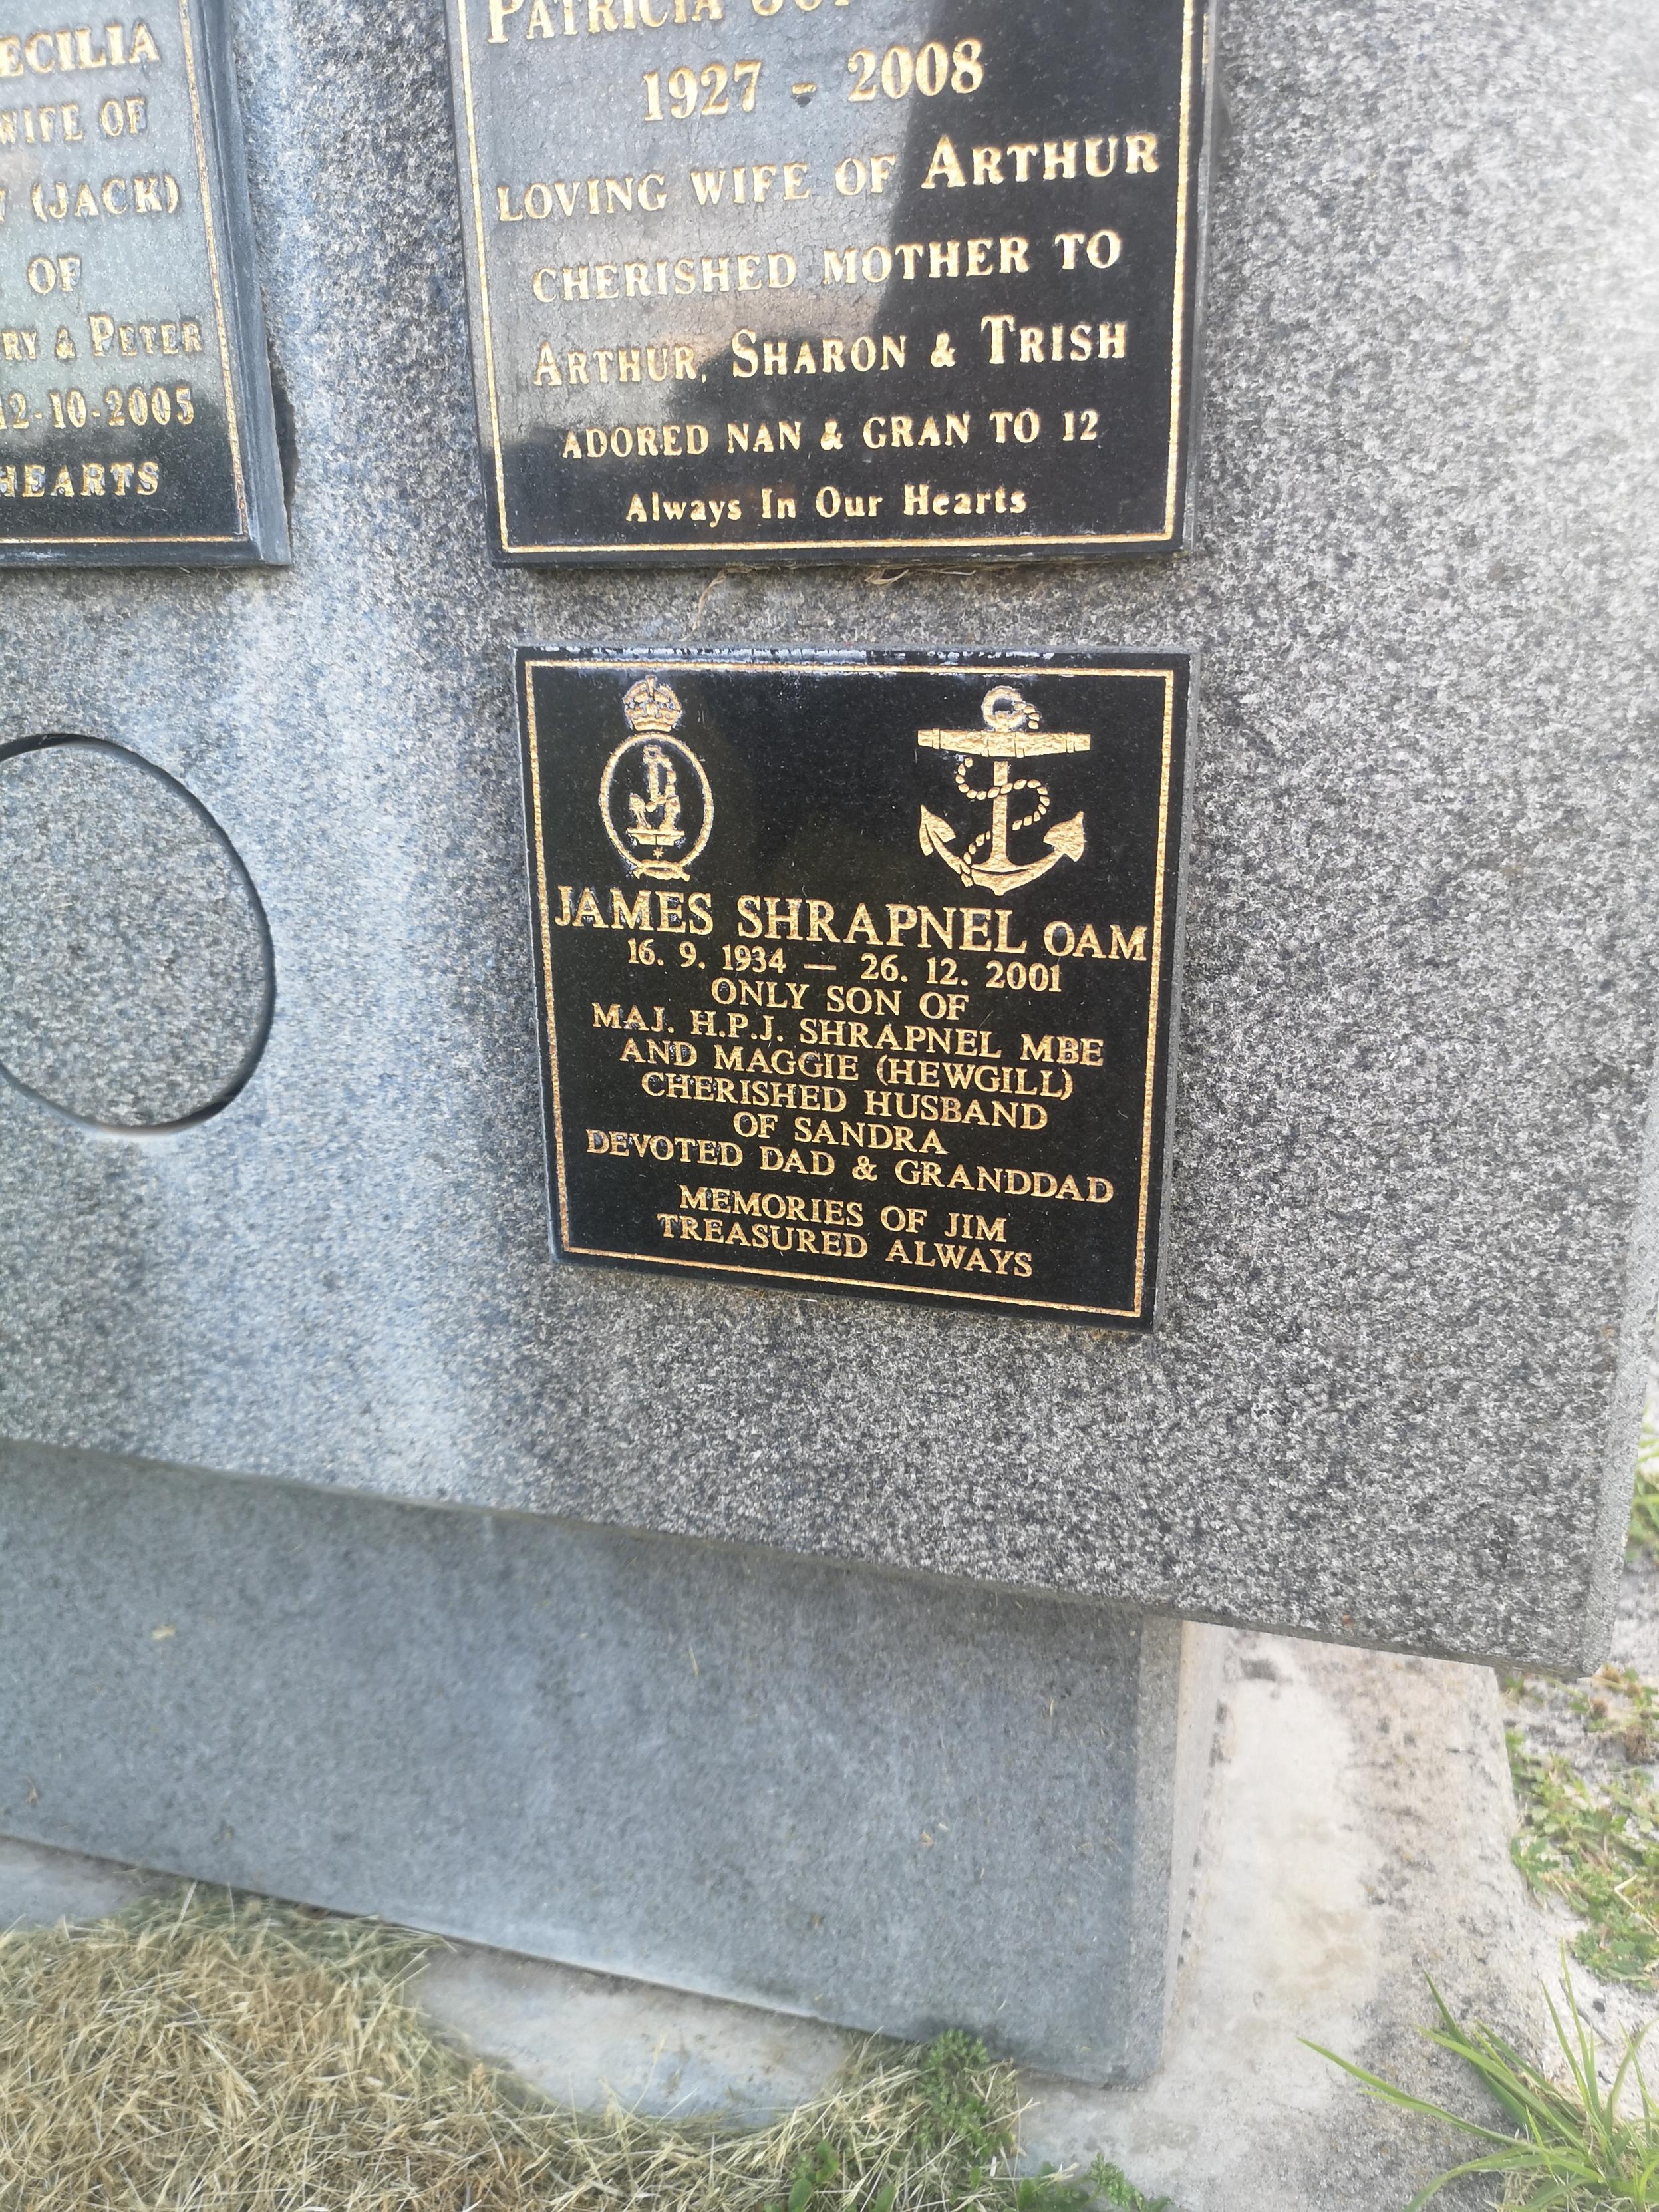 ECILIA
WIFE OF
(JACK)
OF
& PETER
12-10-2005
HEARTS
PATRICIA
1927 - 2008
LOVING WIFE OF ARTHUR
CHERISHED MOTHER TO
ARTHUR, SHARON & TRISH
ADORED NAN & GRAN TO 12
Always In Our Hearts
JAMES SHRAPNEL OAM
16. 9. 1934 — 26. 12. 2001
ONLY SON OF
MAJ. H.P.J. SHRAPNEL MBE
AND MAGGIE (HEWGILL)
CHERISHED HUSBAND
OF SANDRA
DEVOTED DAD & GRANDDAD
MEMORIES OF JIM
TREASURED ALWAYS